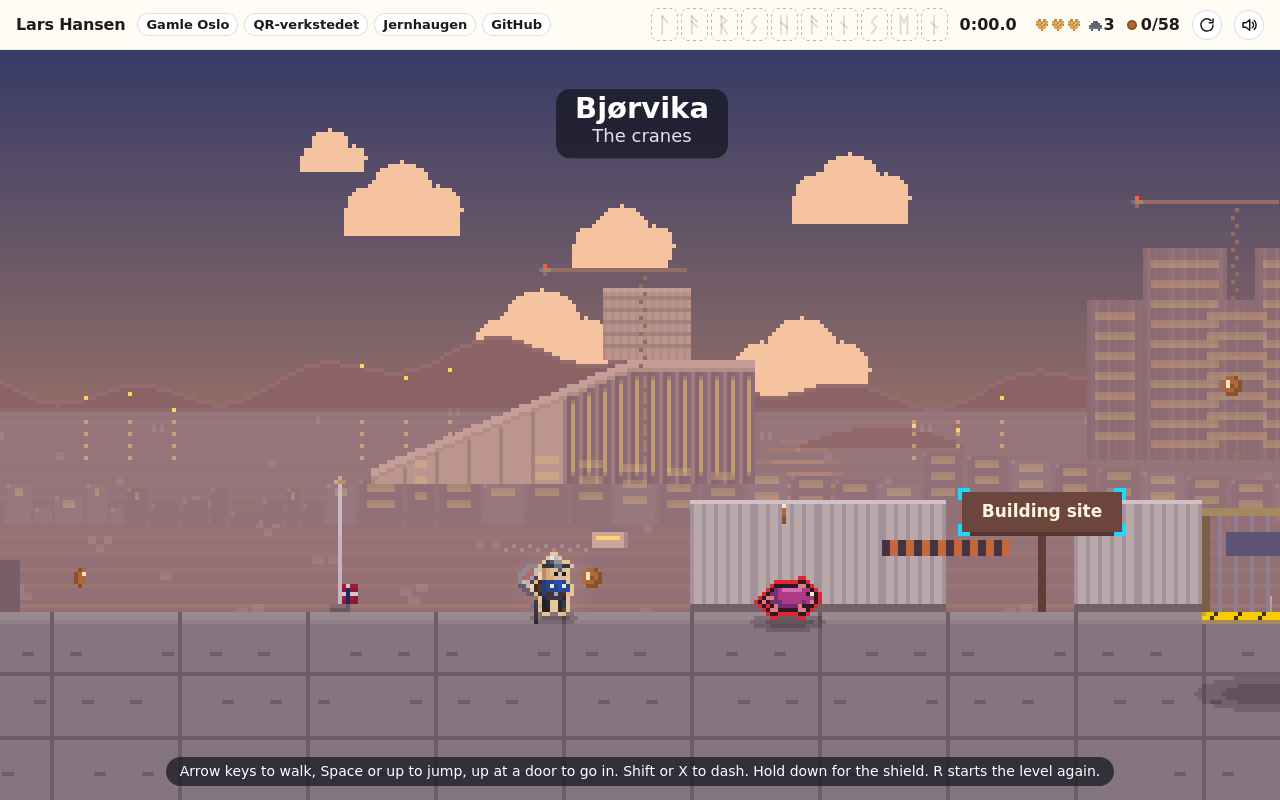 Lars Hansen
Gamle Oslo
QR-verkstedet
Jernhaugen
GitHub
ᛚ ᚨ ᚱ ᛊ ᚺ ᚨ ᚾ ᛊ ᛖ ᚾ
0:00.0
3
0/58
Bjørvika
The cranes
Building site
Arrow keys to walk, Space or up to jump, up at a door to go in. Shift or X to dash. Hold down for the shield. R starts the level again.